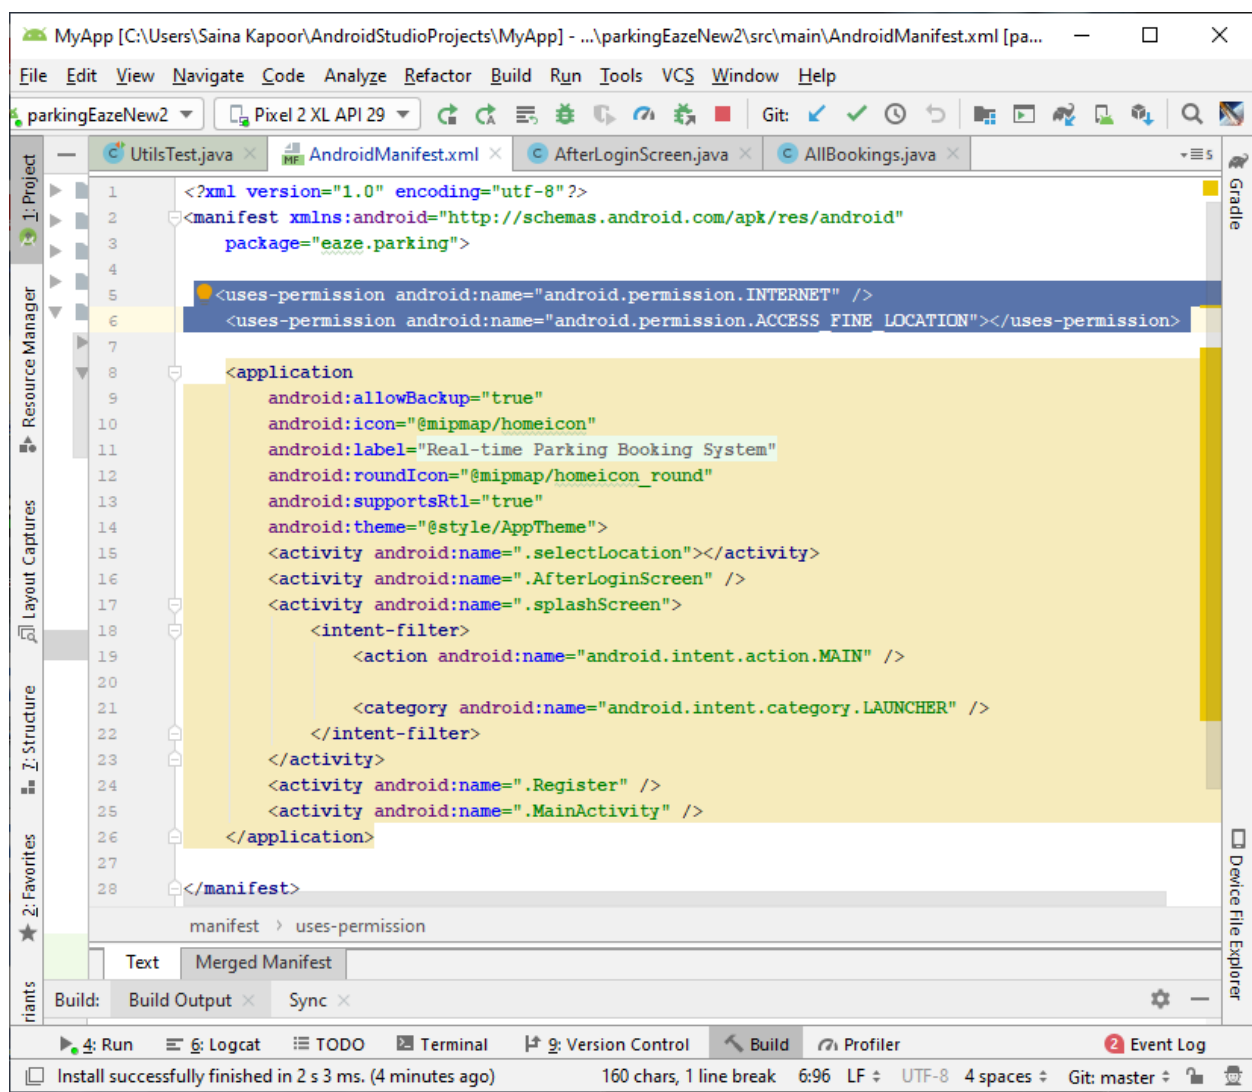 MyApp [C:\Users\Saina Kapoor\AndroidStudioProjects\MyApp] - ...\parkingEazeNew2\src\main\AndroidManifest.xml [pa...
File Edit View Navigate Code Analyze Refactor Build Run Tools VCS Window Help
parkingEazeNew2 Pixel 2 XL API 29 Git:
UtilsTest.java AndroidManifest.xml AfterLoginScreen.java AllBookings.java 5
1: Project
Resource Manager
Layout Captures
7: Structure
2: Favorites
riants
1 <?xml version="1.0" encoding="utf-8"?>
2 <manifest xmlns:android="http://schemas.android.com/apk/res/android"
3 package="eaze.parking">
4
5 <uses-permission android:name="android.permission.INTERNET" />
6 <uses-permission android:name="android.permission.ACCESS_FINE_LOCATION"></uses-permission>
7
8 <application
9 android:allowBackup="true"
10 android:icon="@mipmap/homeicon"
11 android:label="Real-time Parking Booking System"
12 android:roundIcon="@mipmap/homeicon_round"
13 android:supportsRtl="true"
14 android:theme="@style/AppTheme">
15 <activity android:name=".selectLocation"></activity>
16 <activity android:name=".AfterLoginScreen" />
17 <activity android:name=".splashScreen">
18 <intent-filter>
19 <action android:name="android.intent.action.MAIN" />
20
21 <category android:name="android.intent.category.LAUNCHER" />
22 </intent-filter>
23 </activity>
24 <activity android:name=".Register" />
25 <activity android:name=".MainActivity" />
26 </application>
27
28 </manifest>
Gradle
Device File Explorer
manifest › uses-permission
Text Merged Manifest
Build: Build Output Sync
4: Run 6: Logcat TODO Terminal 9: Version Control Build Profiler 2 Event Log
Install successfully finished in 2 s 3 ms. (4 minutes ago) 160 chars, 1 line break 6:96 LF UTF-8 4 spaces Git: master